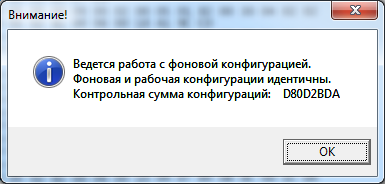 Внимание!
Ведется работа с фоновой конфигурацией.
Фоновая и рабочая конфигурации идентичны.
Контрольная сумма конфигураций: D80D2BDA
OK